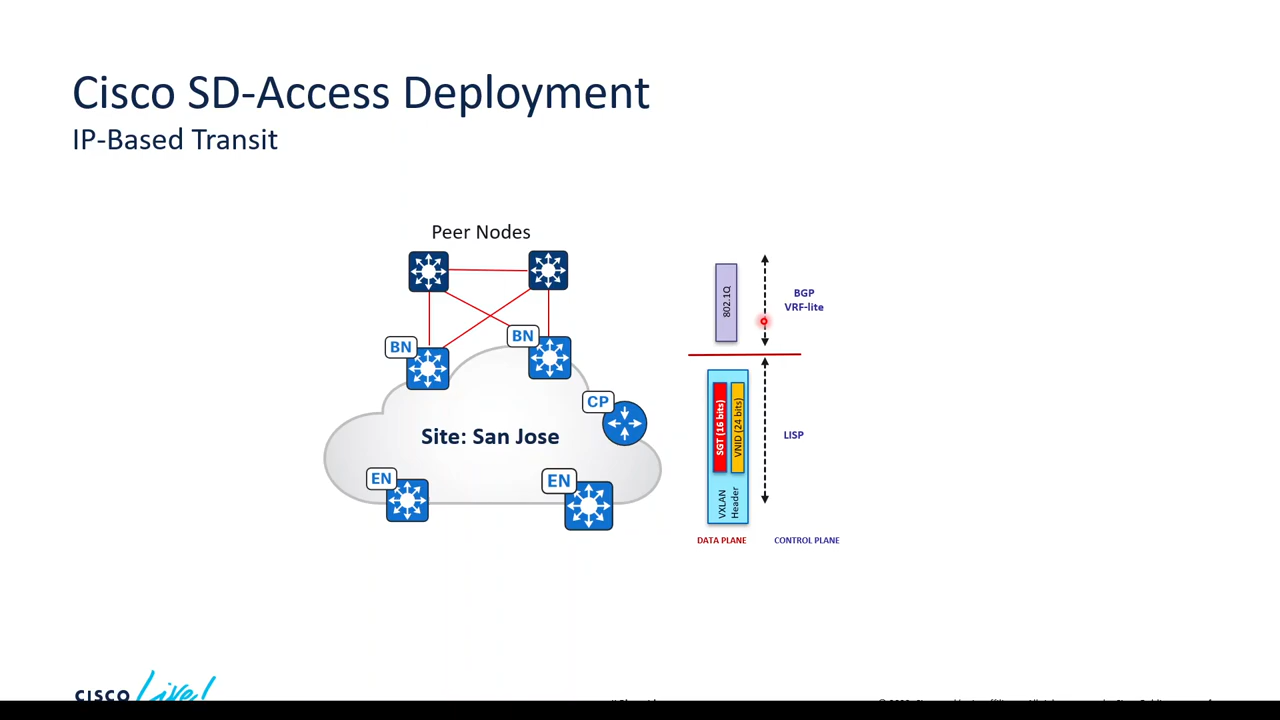 Cisco SD-Access Deployment
IP-Based Transit
Peer Nodes
BN
BN
CP
Site: San Jose
EN
EN
802.1Q
BGP
VRF-lite
SGT (16 bits)
VNID (24 bits)
VXLAN
Header
LISP
DATA PLANE
CONTROL PLANE
CISCO Live!